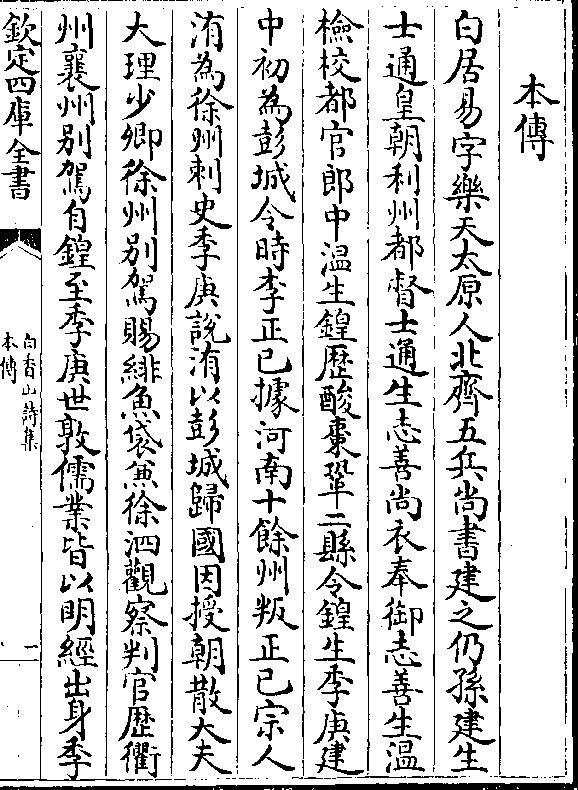 本傳
白居易字樂天太原人北齊五兵尚書建之仍孫建生
士通皇朝利州都督士通生志善尚衣奉御志善生温
檢校都官郎中温生鍠歷酸棗鞏二縣令鍠生季庚建
中初為彭城令時李正已據河南十餘州叛正已宗人
洧為徐州刺史季庚說洧以彭城歸國因授朝散大夫
大理少卿徐州别駕賜緋魚袋兼徐泗觀察判官歷衢
州襄州别駕自鍠至季庚世敦儒業皆以明經出身季
欽定四庫全書
白香山詩集
本傳
一